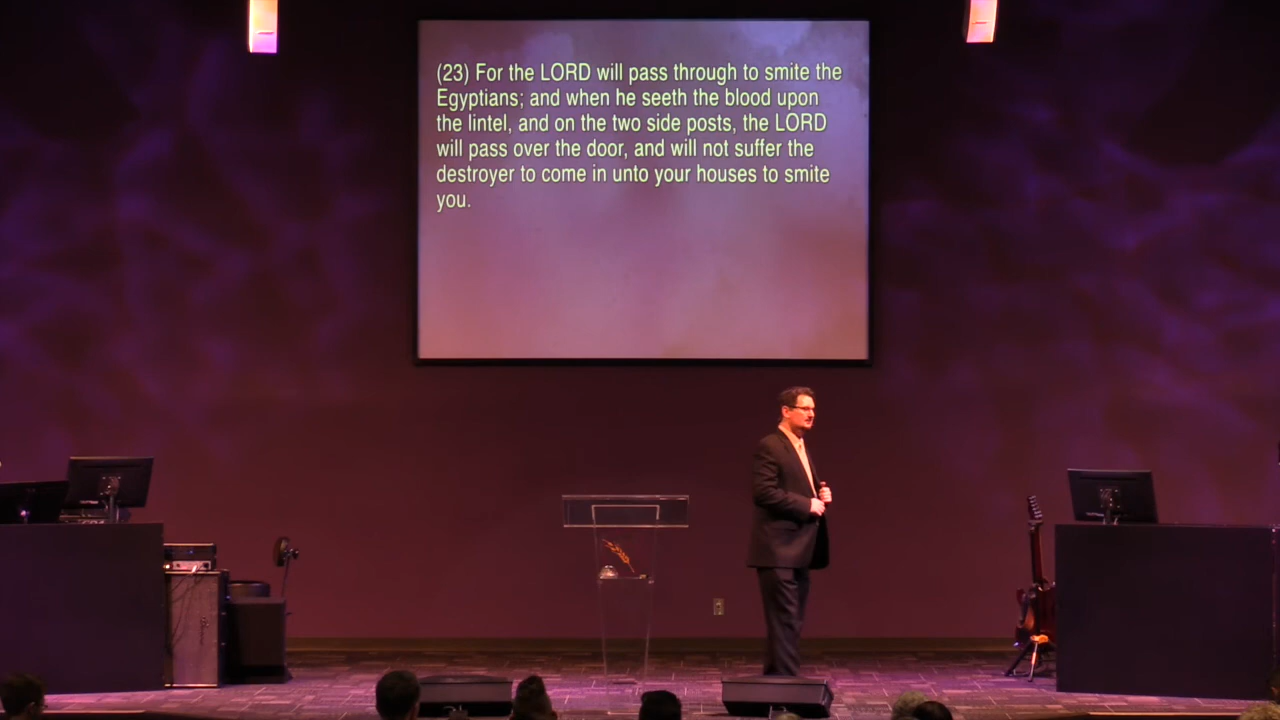 (23) For the LORD will pass through to smite the
Egyptians; and when he seeth the blood upon
the lintel, and on the two side posts, the LORD
will pass over the door, and will not suffer the
destroyer to come in unto your houses to smite
you.